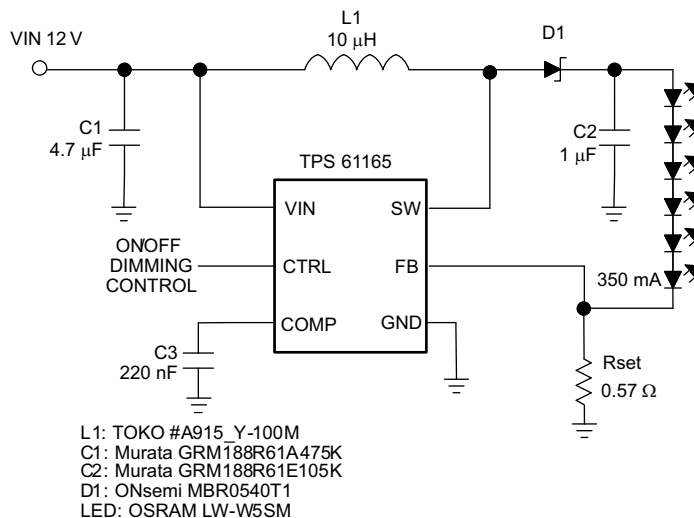 L1
10 μH
VIN 12 V
D1
C1
4.7 μF
C2
1 μF
TPS 61165
VIN
SW
ON/OFF
DIMMING
CONTROL
CTRL
FB
350 mA
COMP
GND
C3
220 nF
Rset
0.57 Ω
L1: TOKO #A915_Y-100M
C1: Murata GRM188R61A475K
C2: Murata GRM188R61E105K
D1: ONsemi MBR0540T1
LED: OSRAM LW-W5SM